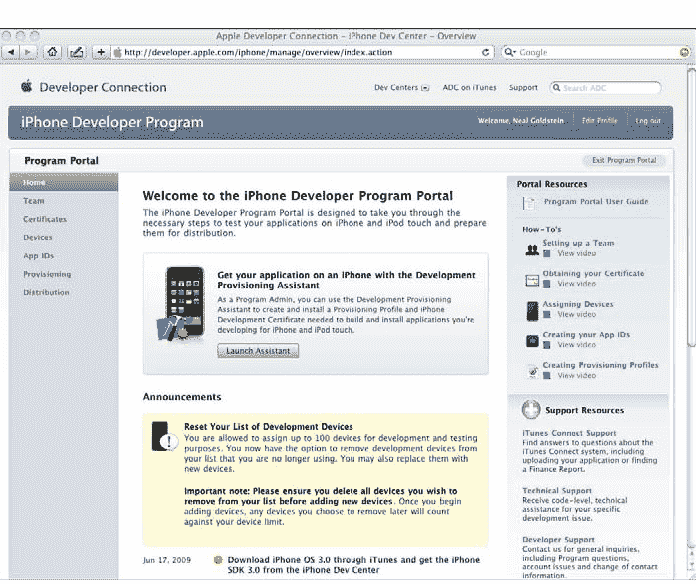 Apple Developer Connection – iPhone Dev Center – Overview
http://developer.apple.com/iphone/manage/overview/index.action
Google
Developer Connection
Dev Centers
ADC on iTunes
Support
Search ADC
iPhone Developer Program
Welcome, Neal Goldstein
Edit Profile
Log out
Program Portal
Exit Program Portal
Home
Team
Certificates
Devices
App IDs
Provisioning
Distribution
Welcome to the iPhone Developer Program Portal
The iPhone Developer Program Portal is designed to take you through the
necessary steps to test your applications on iPhone and iPod touch and prepare
them for distribution.
Get your application on an iPhone with the Development
Provisioning Assistant
As a Program Admin, you can use the Development Provisioning
Assistant to create and install a Provisioning Profile and iPhone
Development Certificate needed to build and install applications you're
developing for iPhone and iPod touch.
Launch Assistant
Announcements
Reset Your List of Development Devices
You are allowed to assign up to 100 devices for development and testing
purposes. You now have the option to remove development devices from
your list that you are no longer using. You may also replace them with
new devices.
Important note: Please ensure you delete all devices you wish to
remove from your list before adding new devices. Once you begin
adding devices, any devices you choose to remove later will count
against your device limit.
Jun 17, 2009
Download iPhone OS 3.0 through iTunes and get the iPhone
SDK 3.0 from the iPhone Dev Center
Portal Resources
Program Portal User Guide
How-To's
Setting up a Team
View video
Obtaining your Certificate
View video
Assigning Devices
View video
Creating your App IDs
View video
Creating Provisioning Profiles
View video
Support Resources
iTunes Connect Support
Find answers to questions about the
iTunes Connect system, including
uploading your application or finding
a Finance Report.
Technical Support
Receive code-level, technical
assistance for your specific
development issue.
Developer Support
Contact us for general inquiries,
including Program questions,
account issues and change of contact
information.